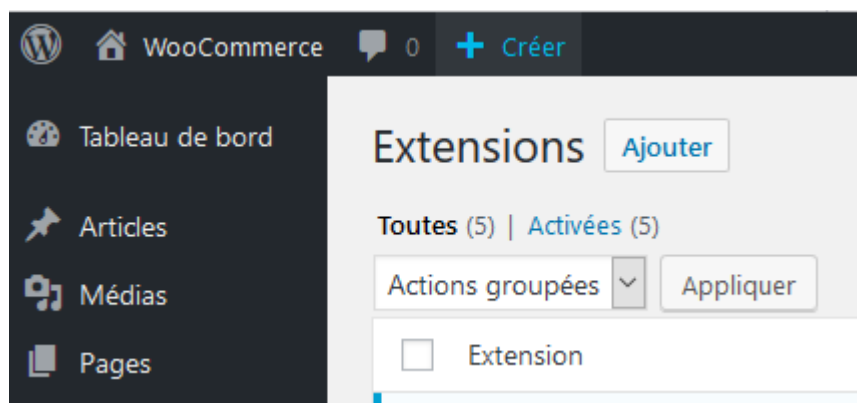 WooCommerce 0 + Créer
Tableau de bord
Extensions Ajouter
Articles
Toutes (5) | Activées (5)
Médias
Actions groupées Appliquer
Pages
Extension